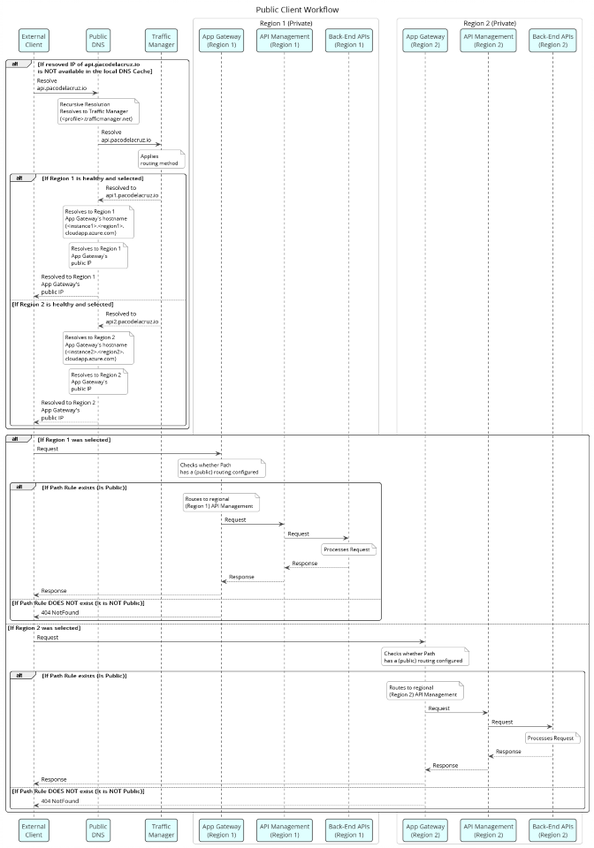 Public Client Workflow
Region 1 (Private)
Region 2 (Private)
External
Client
Public
DNS
Traffic
Manager
App Gateway
(Region 1)
API Management
(Region 1)
Back-End APIs
(Region 1)
App Gateway
(Region 2)
API Management
(Region 2)
Back-End APIs
(Region 2)
alt
[If resoved IP of api.pacodelacruz.io
is NOT available in the local DNS Cache]
Resolve
api.pacodelacruz.io
Recursive Resolution
Resolves to Traffic Manager
(<profile>.trafficmanager.net)
Resolve
api.pacodelacruz.io
Applies
routing method
alt
[If Region 1 is healthy and selected]
Resolved to
api1.pacodelacruz.io
Resolves to Region 1
App Gateway's hostname
(<instance1>.<region1>.
cloudapp.azure.com)
Resolves to Region 1
App Gateway's
public IP
Resolved to Region 1
App Gateway's
public IP
[If Region 2 is healthy and selected]
Resolved to
api2.pacodelacruz.io
Resolves to Region 2
App Gateway's hostname
(<instance2>.<region2>.
cloudapp.azure.com)
Resolves to Region 2
App Gateway's
public IP
Resolved to Region 2
App Gateway's
public IP
alt
[If Region 1 was selected]
Request
Checks whether Path
has a (public) routing configured
alt
[If Path Rule exists (Is Public)]
Routes to regional
(Region 1) API Management
Request
Request
Processes Request
Response
Response
Response
[If Path Rule DOES NOT exist (It is NOT Public)]
404 NotFound
[If Region 2 was selected]
Request
Checks whether Path
has a (public) routing configured
alt
[If Path Rule exists (Is Public)]
Routes to regional
(Region 2) API Management
Request
Request
Processes Request
Response
Response
Response
[If Path Rule DOES NOT exist (It is NOT Public)]
404 NotFound
External
Client
Public
DNS
Traffic
Manager
App Gateway
(Region 1)
API Management
(Region 1)
Back-End APIs
(Region 1)
App Gateway
(Region 2)
API Management
(Region 2)
Back-End APIs
(Region 2)